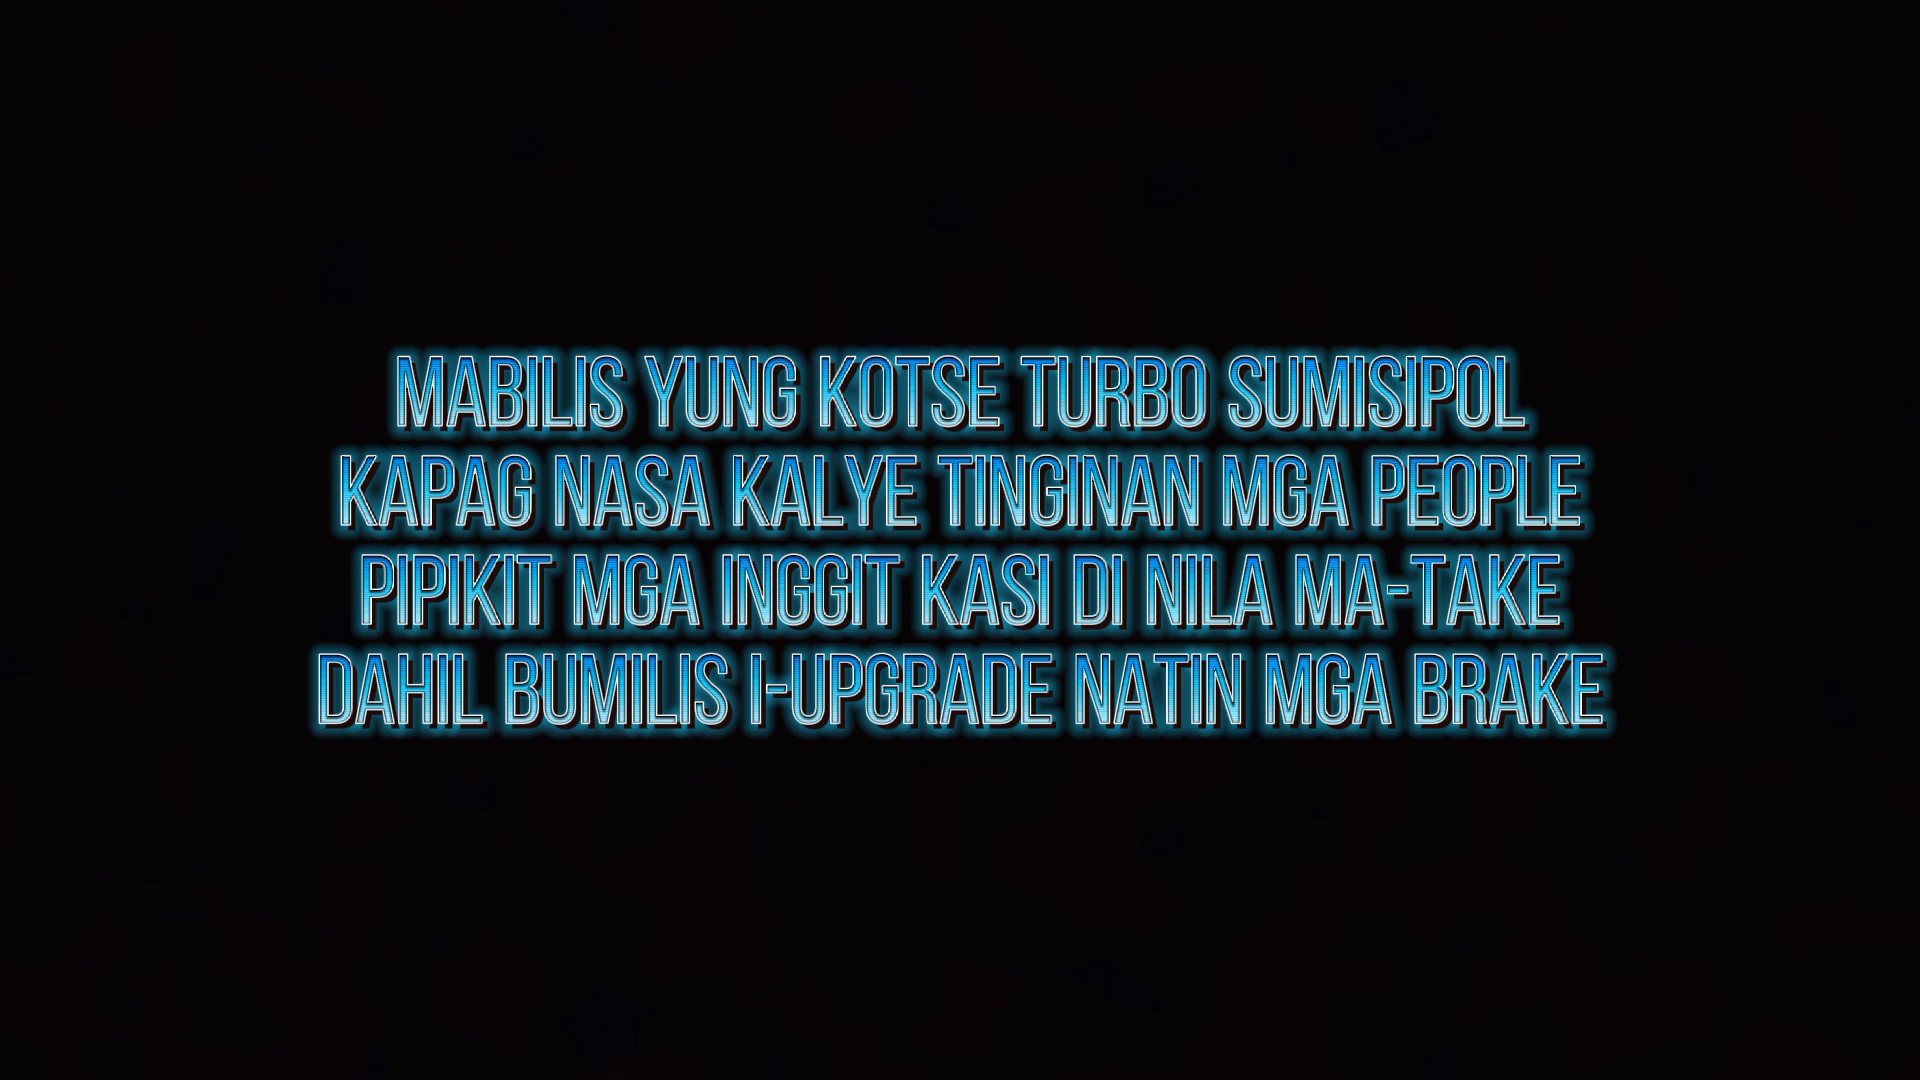 MABILIS YUNG KOTSE TURBO SUMISIPOL
KAPAG NASA KALYE TINGINAN MGA PEOPLE
PIPIKIT MGA INGGIT KASI DI NILA MA-TAKE
DAHIL BUMILIS I-UPGRADE NATIN MGA BRAKE